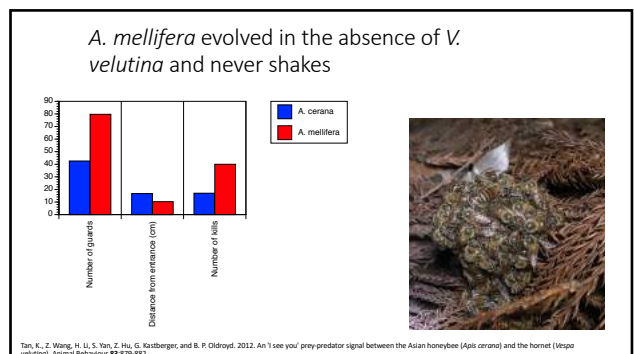 A. mellifera evolved in the absence of V.
velutina and never shakes
90
80
70
60
50
40
30
20
10
0
Number of guards
Distance from entrance (cm)
Number of kills
A. cerana
A. mellifera
Tan, K., Z. Wang, H. Li, S. Yan, Z. Hu, G. Kastberger, and B. P. Oldroyd. 2012. An 'I see you' prey-predator signal between the Asian honeybee (Apis cerana) and the hornet (Vespa
velutina). Animal Behaviour 83:879-882.